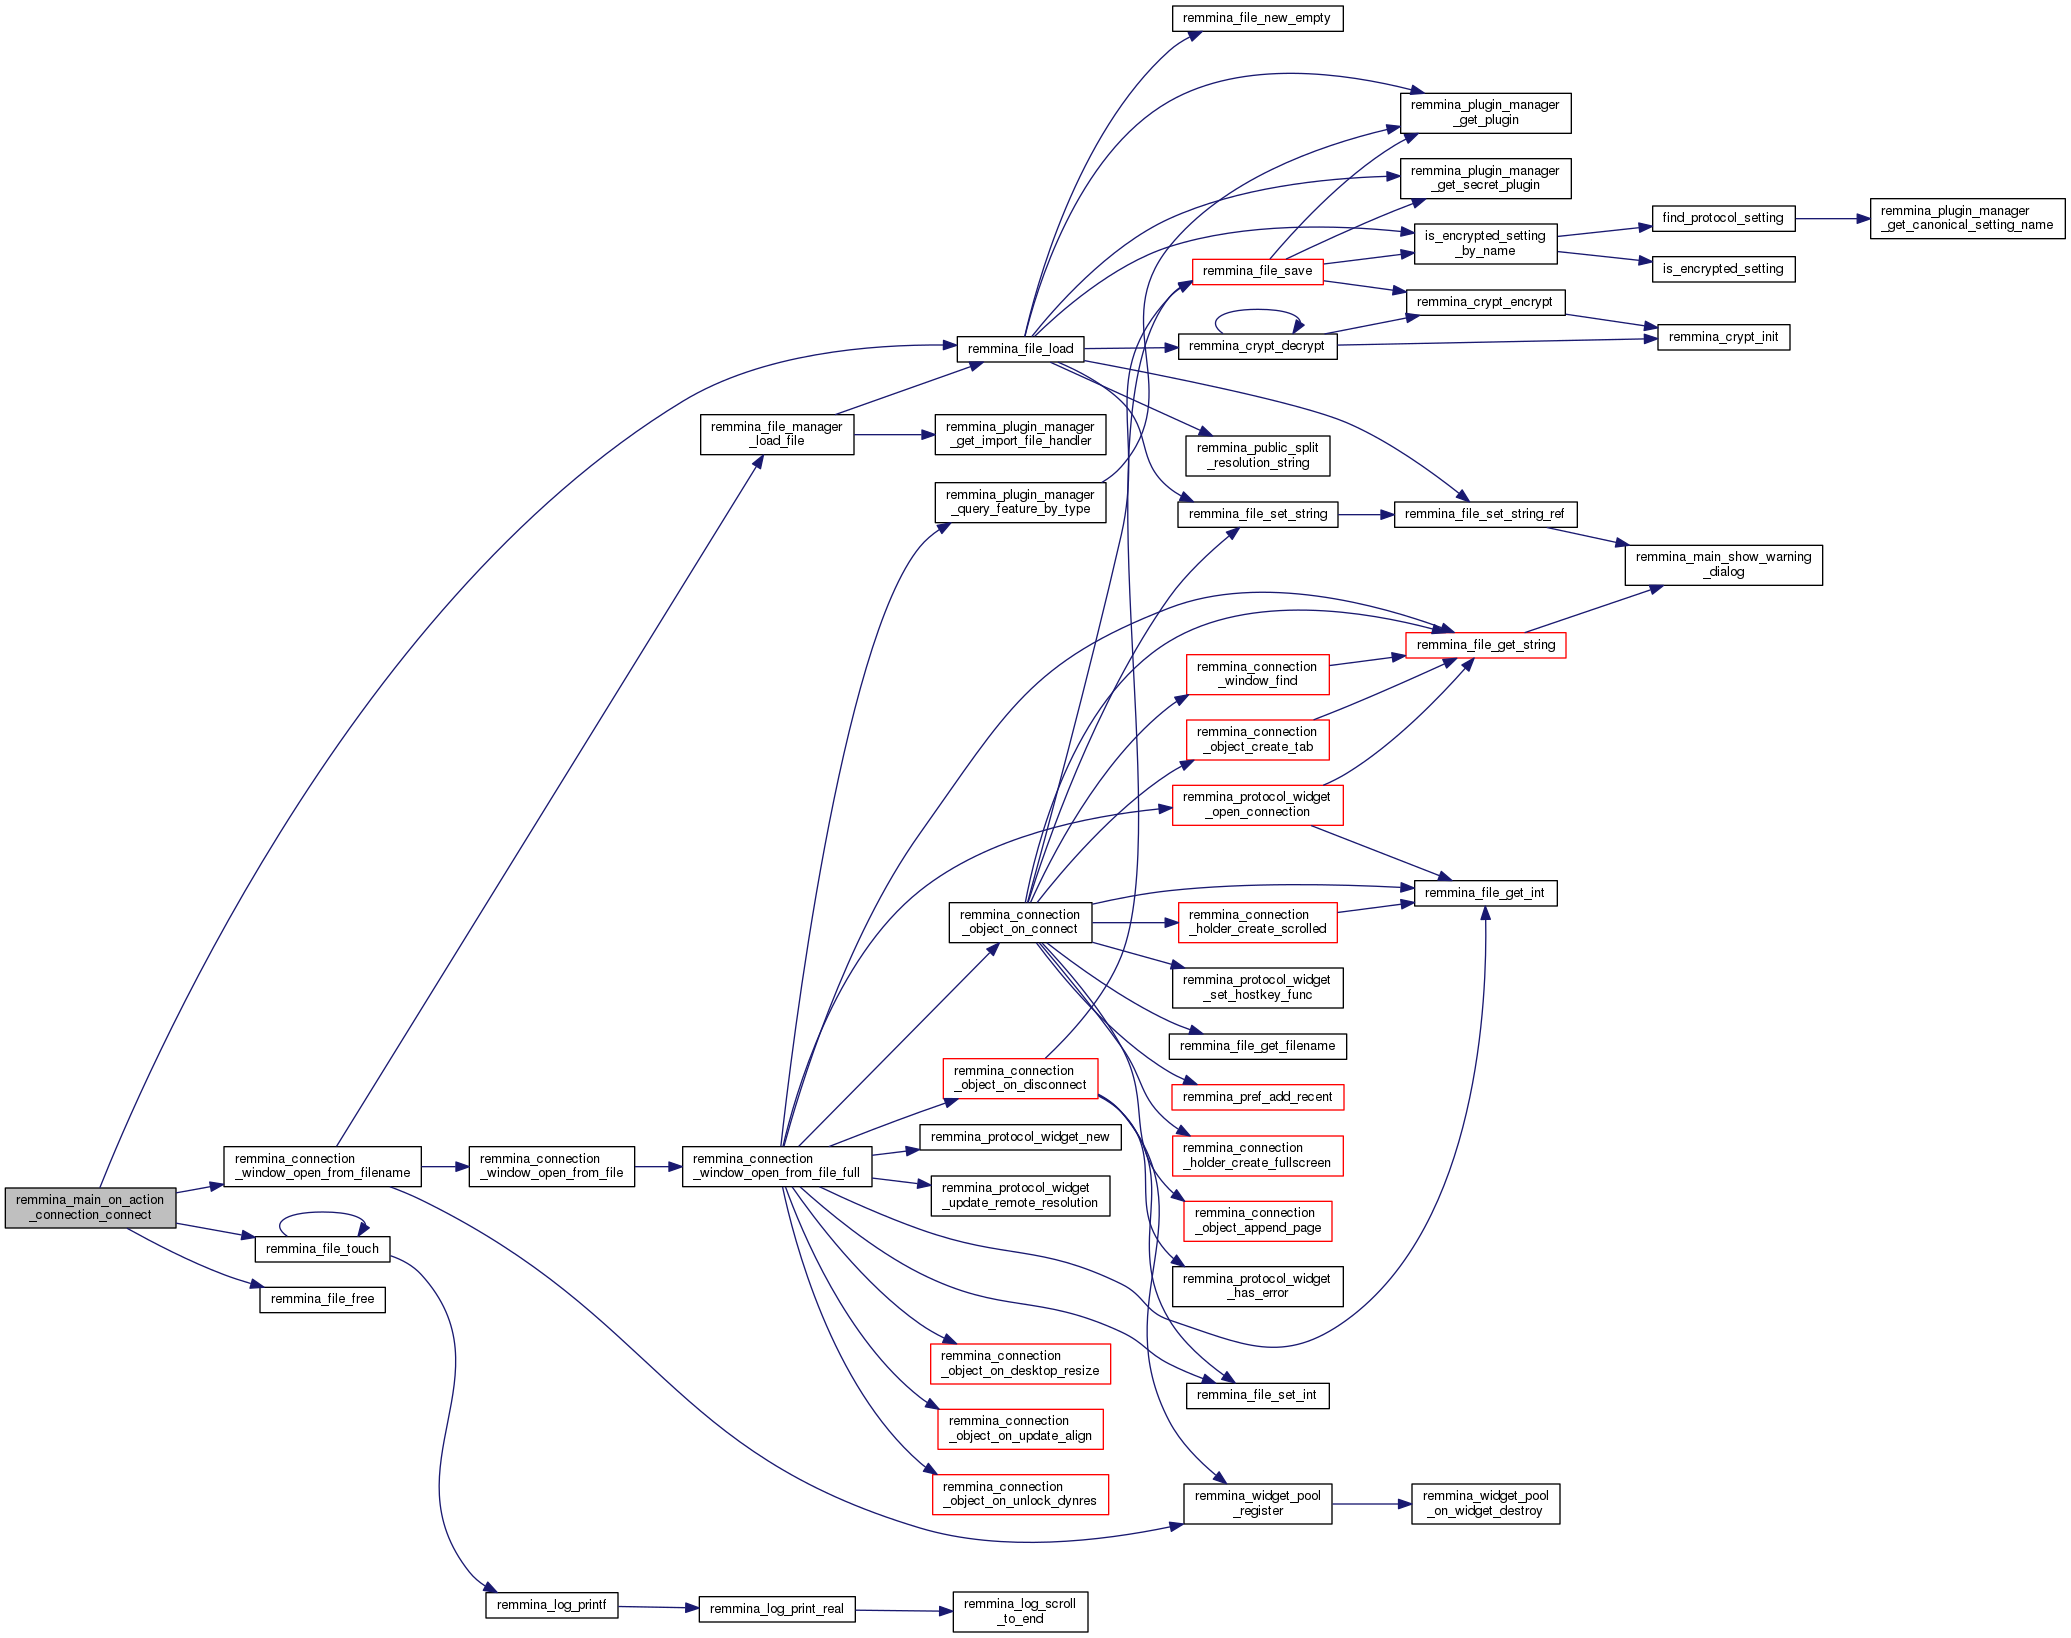 remmina_main_on_action
_connection_connect
remmina_connection
_window_open_from_filename
remmina_file_touch
remmina_file_free
remmina_connection
_window_open_from_file
remmina_log_printf
remmina_file_manager
_load_file
remmina_connection
_window_open_from_file_full
remmina_log_print_real
remmina_file_load
remmina_plugin_manager
_get_import_file_handler
remmina_plugin_manager
_query_feature_by_type
remmina_connection
_object_on_connect
remmina_connection
_object_on_disconnect
remmina_protocol_widget_new
remmina_protocol_widget
_update_remote_resolution
remmina_connection
_object_on_desktop_resize
remmina_connection
_object_on_update_align
remmina_connection
_object_on_unlock_dynres
remmina_log_scroll
_to_end
remmina_file_new_empty
remmina_file_save
remmina_crypt_decrypt
remmina_public_split
_resolution_string
remmina_file_set_string
remmina_connection
_window_find
remmina_connection
_object_create_tab
remmina_protocol_widget
_open_connection
remmina_connection
_holder_create_scrolled
remmina_protocol_widget
_set_hostkey_func
remmina_file_get_filename
remmina_pref_add_recent
remmina_connection
_holder_create_fullscreen
remmina_connection
_object_append_page
remmina_protocol_widget
_has_error
remmina_file_set_int
remmina_widget_pool
_register
remmina_plugin_manager
_get_plugin
remmina_plugin_manager
_get_secret_plugin
is_encrypted_setting
_by_name
remmina_crypt_encrypt
remmina_file_set_string_ref
remmina_file_get_string
remmina_file_get_int
remmina_widget_pool
_on_widget_destroy
find_protocol_setting
is_encrypted_setting
remmina_crypt_init
remmina_main_show_warning
_dialog
remmina_plugin_manager
_get_canonical_setting_name